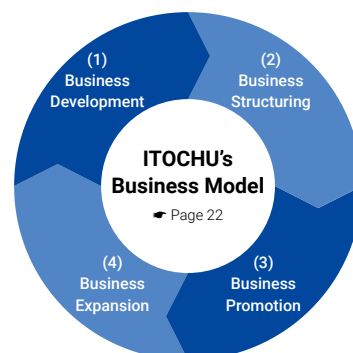 (1)
Business
Development
(2)
Business
Structuring
ITOCHU's
Business Model
☛ Page 22
(4)
Business
Expansion
(3)
Business
Promotion